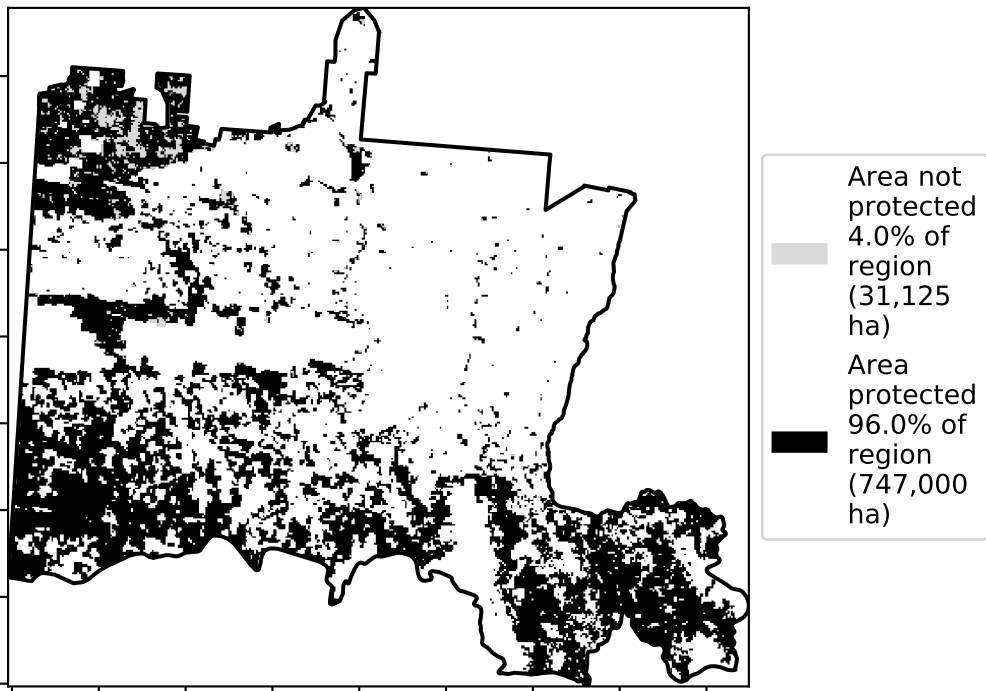 Area not
protected
4.0% of
region
(31,125
ha)
Area
protected
96.0% of
region
(747,000
ha)